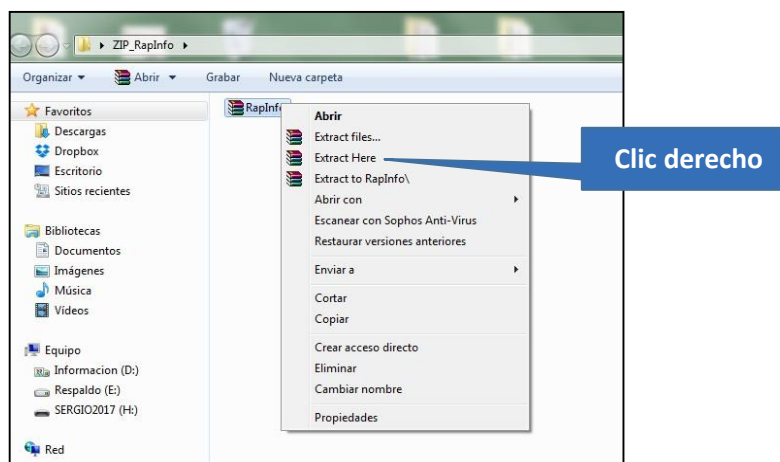 ZIP_RapInfo
Organizar Abrir Grabar Nueva carpeta
Favoritos
Descargas
Dropbox
Escritorio
Sitios recientes
Bibliotecas
Documentos
Imágenes
Música
Vídeos
Equipo
Informacion (D:)
Respaldo (E:)
SERGIO2017 (H:)
Red
RapInfo
Abrir
Extract files...
Extract Here
Extract to RapInfo\
Abrir con
Escanear con Sophos Anti-Virus
Restaurar versiones anteriores
Enviar a
Cortar
Copiar
Crear acceso directo
Eliminar
Cambiar nombre
Propiedades
Clic derecho